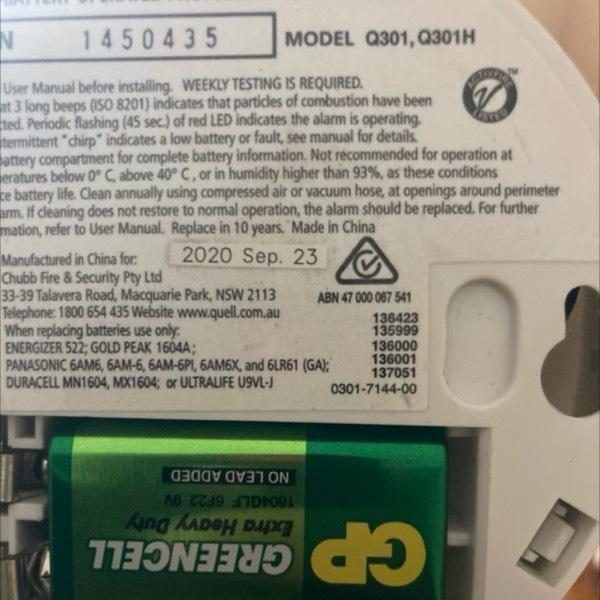 N 1450435 MODEL Q301, Q301H
User Manual before installing. WEEKLY TESTING IS REQUIRED.
at 3 long beeps (ISO 8201) indicates that particles of combustion have been
cted. Periodic flashing (45 sec.) of red LED indicates the alarm is operating.
termittent "chirp" indicates a low battery or fault, see manual for details.
battery compartment for complete battery information. Not recommended for operation at
eratures below 0° C, above 40° C, or in humidity higher than 93%, as these conditions
ce battery life. Clean annually using compressed air or vacuum hose, at openings around perimeter
arm. If cleaning does not restore to normal operation, the alarm should be replaced. For further
mation, refer to User Manual. Replace in 10 years. Made in China
Manufactured in China for: 2020 Sep. 23
Chubb Fire & Security Pty Ltd
33-39 Talavera Road, Macquarie Park, NSW 2113 ABN 47 000 067 541
Telephone: 1800 654 435 Website www.quell.com.au
136423
When replacing batteries use only:
135999
ENERGIZER 522; GOLD PEAK 1604A;
136000
PANASONIC 6AM6, 6AM-6, 6AM-6PI, 6AM6X, and 6LR61 (GA);
136001
137051
DURACELL MN1604, MX1604; or ULTRALIFE U9VL-J
0301-7144-00
ACTIVFIRE
LISTED
TM
GP GREENCELL
Extra Heavy Duty
1604GLF 6F22 9V
NO LEAD ADDED